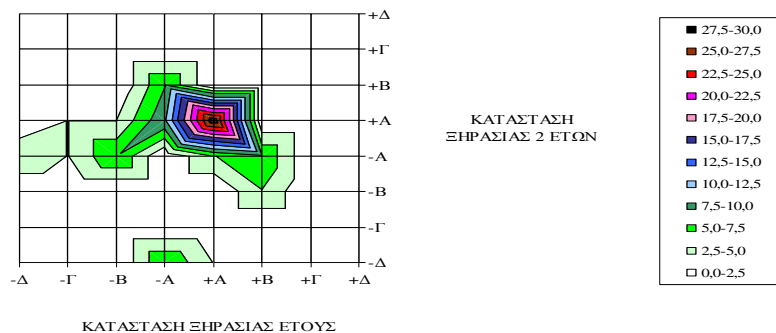 +Δ
+Γ
+Β
+Α
-Α
-Β
-Γ
-Δ
-Δ -Γ -Β -Α +Α +Β +Γ +Δ
ΚΑΤΑΣΤΑΣΗ ΞΗΡΑΣΙΑΣ ΕΤΟΥΣ
ΚΑΤΑΣΤΑΣΗ
ΞΗΡΑΣΙΑΣ 2 ΕΤΩΝ
27,5-30,0
25,0-27,5
22,5-25,0
20,0-22,5
17,5-20,0
15,0-17,5
12,5-15,0
10,0-12,5
7,5-10,0
5,0-7,5
2,5-5,0
0,0-2,5